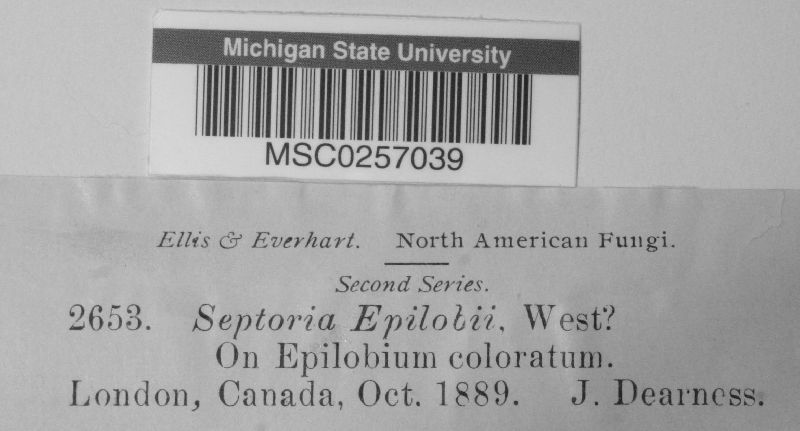 Michigan State University
MSC0257039
Ellis & Everhart. North American Fungi.
Second Series.
2653. Septoria Epilobii, West?
On Epilobium coloratum.
London, Canada, Oct. 1889. J. Dearness.